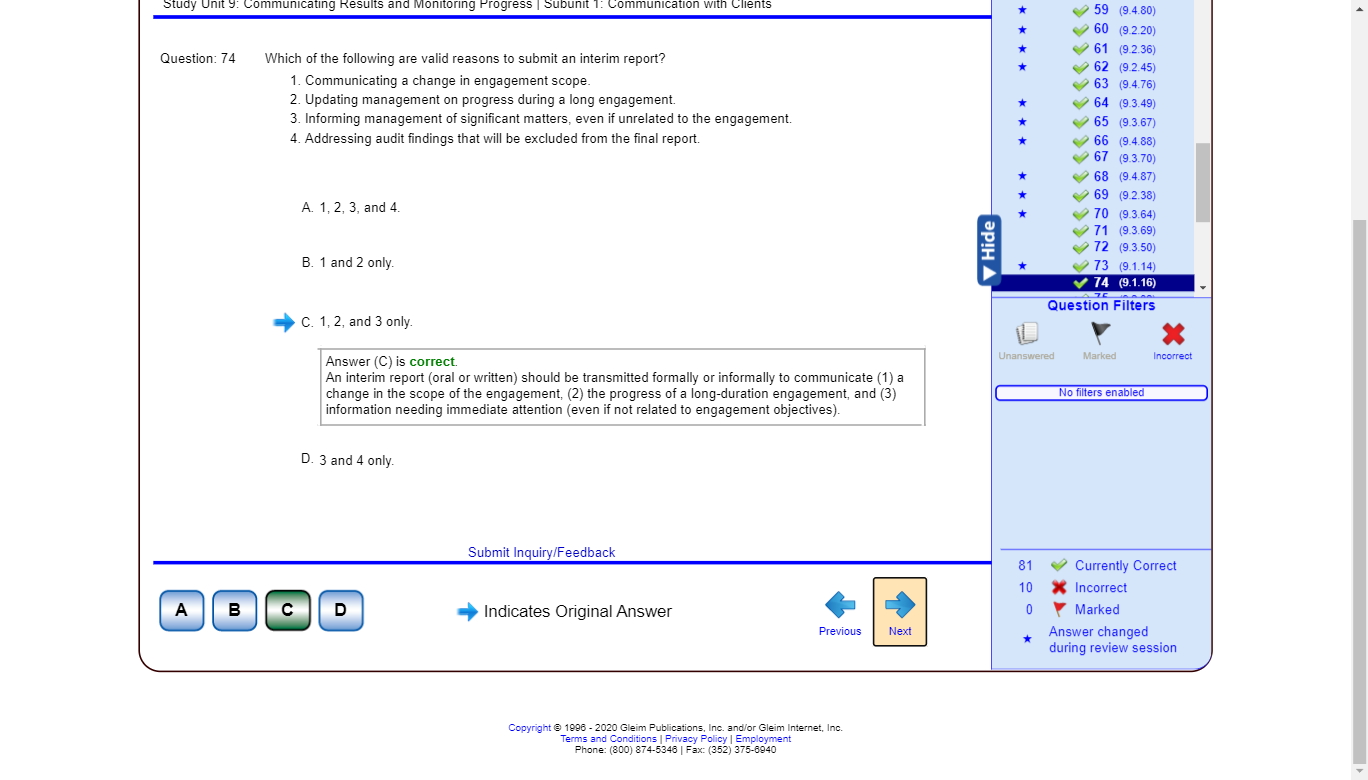 Study Unit 9: Communicating Results and Monitoring Progress | Subunit 1: Communication with Clients
Question: 74
Which of the following are valid reasons to submit an interim report?
1. Communicating a change in engagement scope.
2. Updating management on progress during a long engagement.
3. Informing management of significant matters, even if unrelated to the engagement.
4. Addressing audit findings that will be excluded from the final report.
A. 1, 2, 3, and 4.
B. 1 and 2 only.
C. 1, 2, and 3 only.
Answer (C) is correct.
An interim report (oral or written) should be transmitted formally or informally to communicate (1) a
change in the scope of the engagement, (2) the progress of a long-duration engagement, and (3)
information needing immediate attention (even if not related to engagement objectives).
D. 3 and 4 only.
Submit Inquiry/Feedback
A B C D
Indicates Original Answer
Previous
Next
Hide
59 (9.4.80)
60 (9.2.20)
61 (9.2.36)
62 (9.2.45)
63 (9.4.76)
64 (9.3.49)
65 (9.3.67)
66 (9.4.88)
67 (9.3.70)
68 (9.4.87)
69 (9.2.38)
70 (9.3.64)
71 (9.3.69)
72 (9.3.50)
73 (9.1.14)
74 (9.1.16)
Question Filters
Unanswered
Marked
Incorrect
No filters enabled
81 Currently Correct
10 Incorrect
0 Marked
Answer changed
during review session
Copyright © 1996 - 2020 Gleim Publications, Inc. and/or Gleim Internet, Inc.
Terms and Conditions | Privacy Policy | Employment
Phone: (800) 874-5346 | Fax: (352) 375-6940